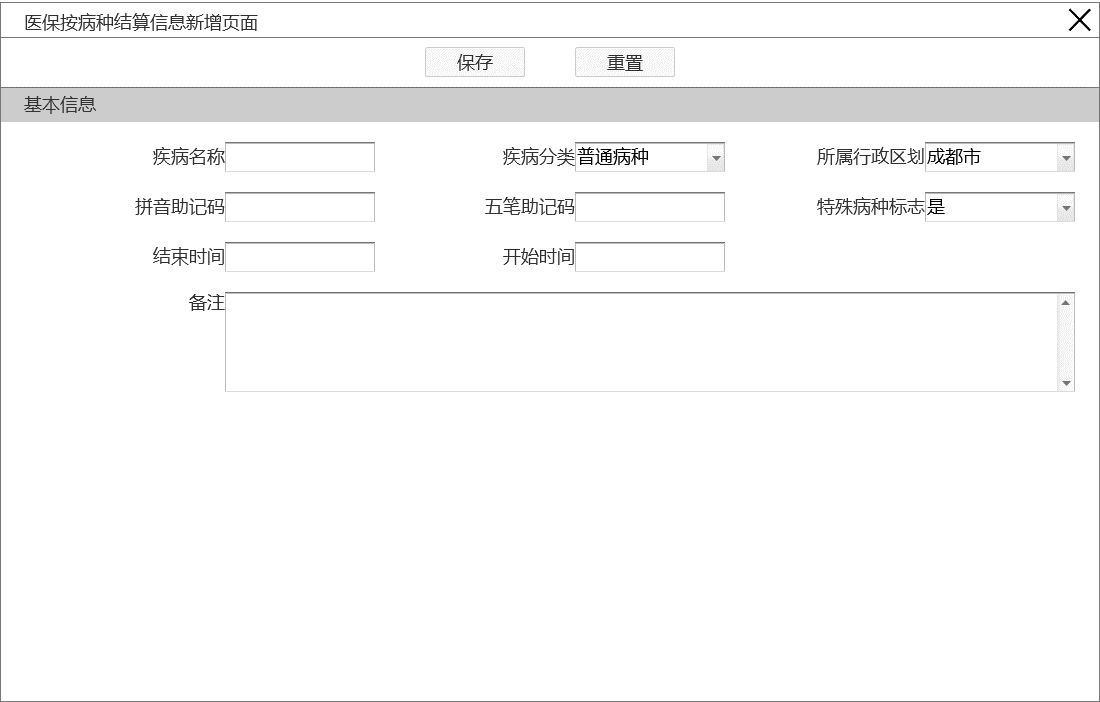 医保按病种结算信息新增页面
保存 重置
基本信息
疾病名称 疾病分类 普通病种 所属行政区划 成都市
拼音助记码 五笔助记码 特殊病种标志 是
结束时间 开始时间
备注